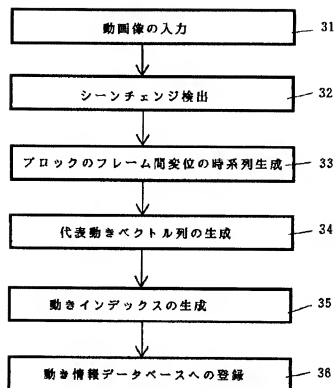 動画像の入力 31
シーンチェンジ検出 32
ブロックのフレーム間変位の時系列生成 33
代表動きベクトル列の生成 34
動きインデックスの生成 35
動き情報データベースへの登録 36